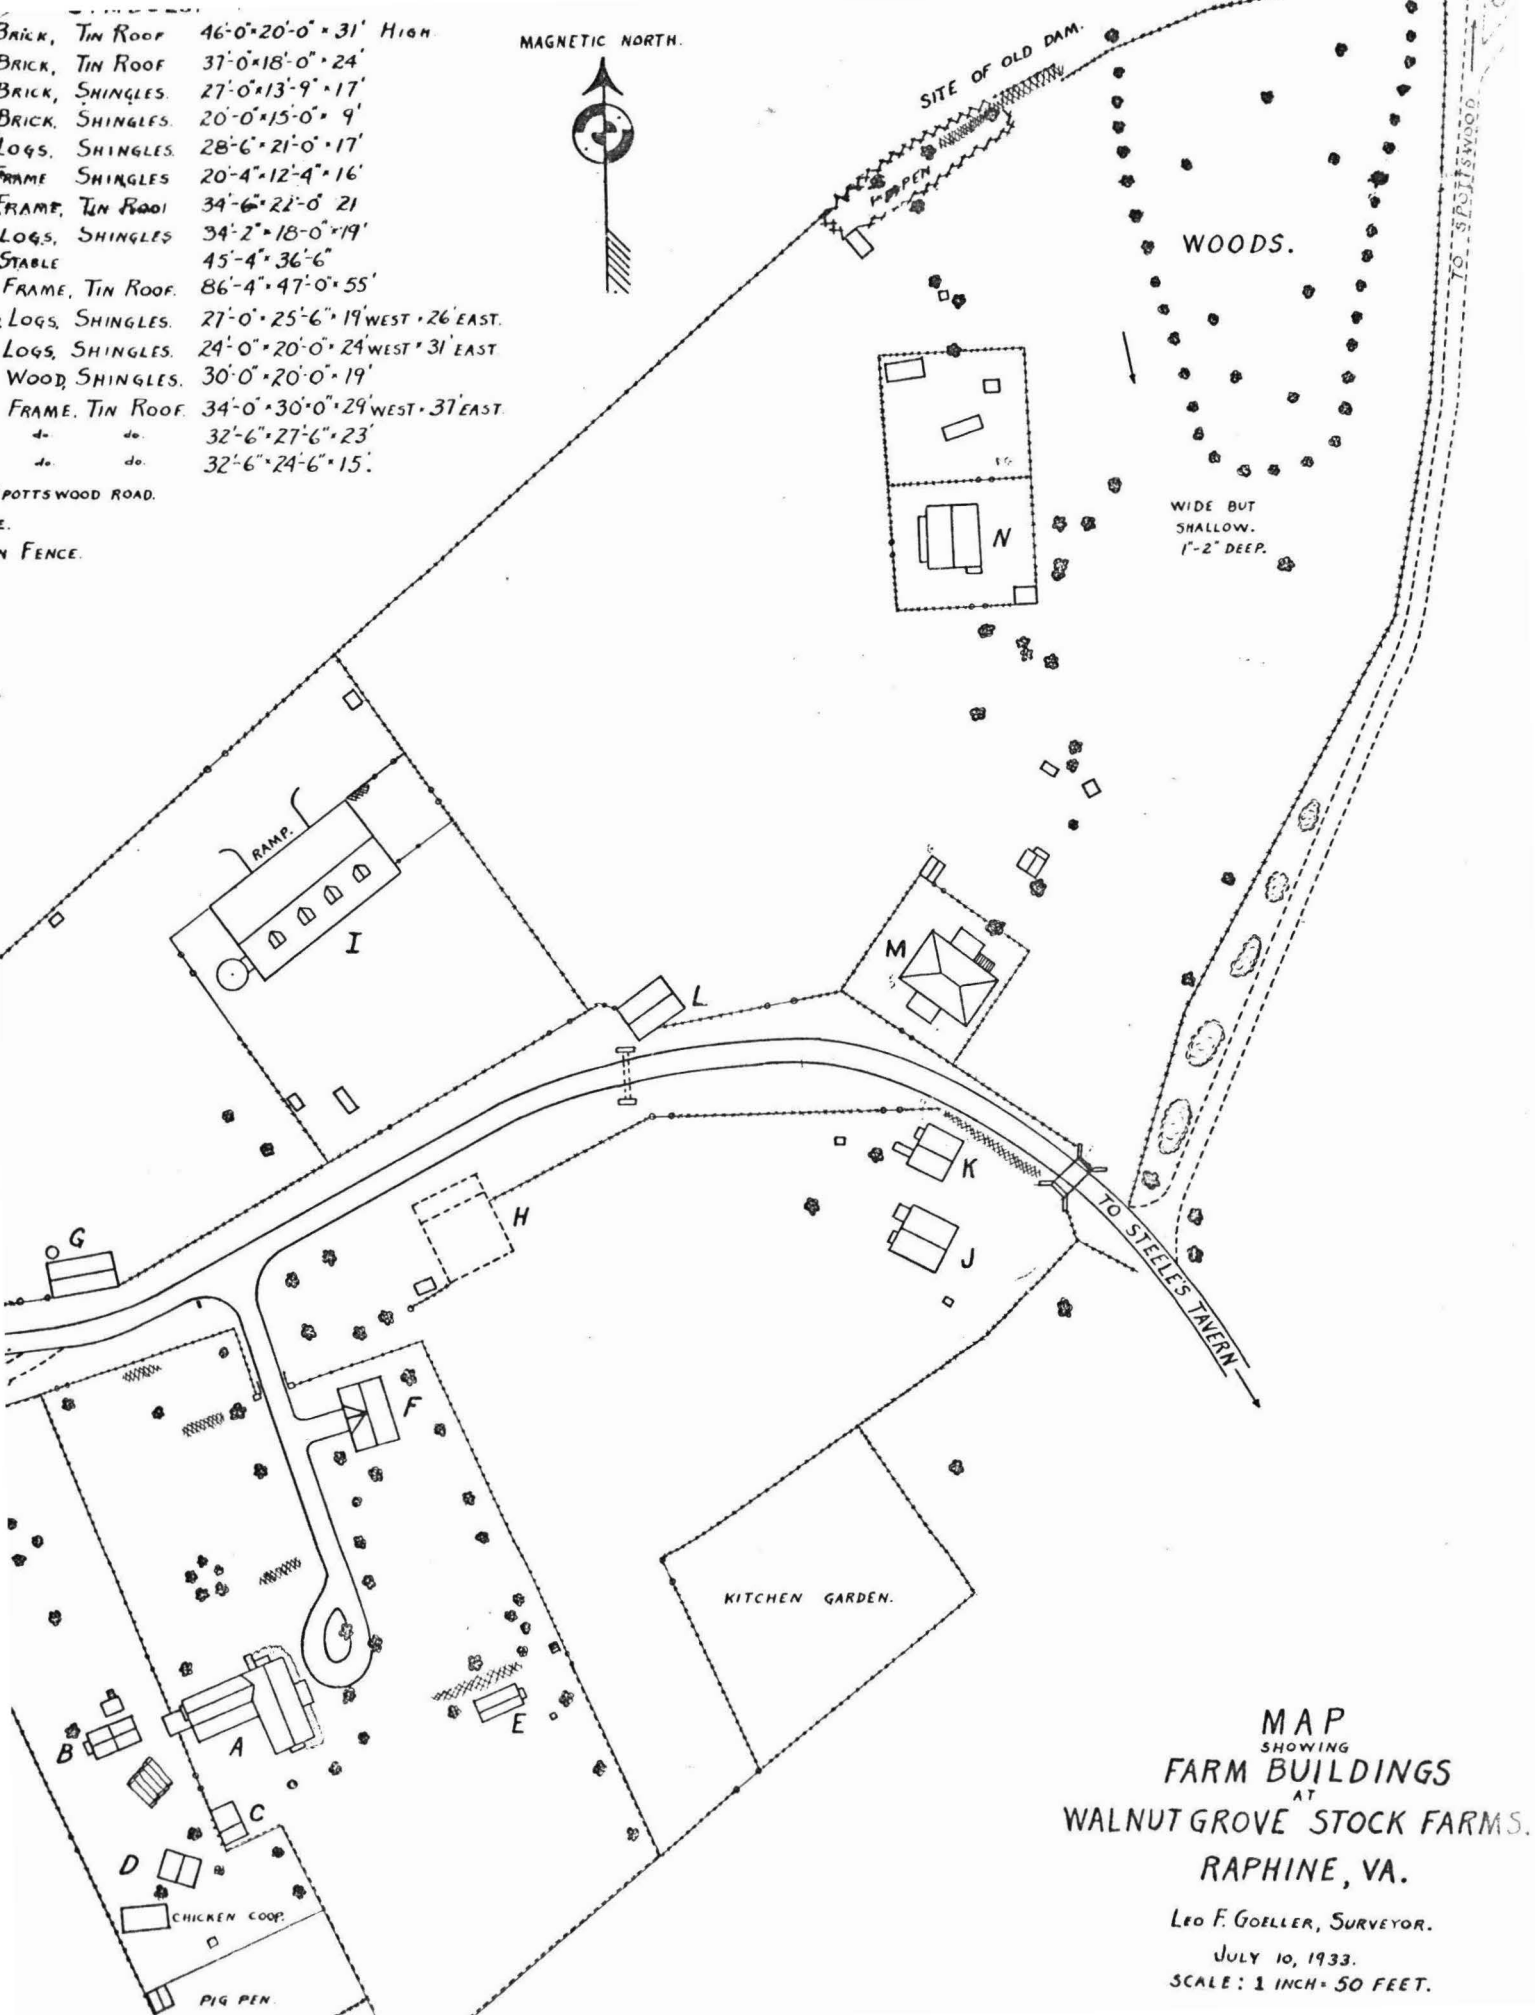 BRICK, TIN ROOF 46'-0"×20'-0"×31' HIGH
BRICK, TIN ROOF 37'-0"×18'-0"×24'
BRICK, SHINGLES. 27'-0"×13'-9"×17'
BRICK, SHINGLES. 20'-0"×15'-0"×9'
LOGS, SHINGLES. 28'-6"×21'-0"×17'
FRAME SHINGLES 20'-4"×12'-4"×16'
FRAME, TIN ROOF 34'-6"×22'-0" 21
LOGS, SHINGLES 34'-2"×18'-0"×19'
STABLE 45'-4"×36'-6"
FRAME, TIN ROOF. 86'-4"×47'-0"×55'
LOGS, SHINGLES. 27'-0"×25'-6"×19' WEST × 26' EAST.
LOGS, SHINGLES. 24'-0"×20'-0"×24' WEST × 31' EAST
WOOD, SHINGLES. 30'-0"×20'-0"×19'
FRAME, TIN ROOF. 34'-0"×30'-0"×29' WEST × 37' EAST.
do. do. 32'-6"×27'-6"×23'
do. do. 32'-6"×24'-6"×15'.
POTTSWOOD ROAD.
E.
N FENCE.
MAGNETIC NORTH.
SITE OF OLD DAM.
PEN
WOODS.
TO SPOTTSWOOD
WIDE BUT
SHALLOW.
1"-2" DEEP.
N
RAMP.
I
M
L
K
H
J
G
TO STEELE'S TAVERN
F
KITCHEN GARDEN.
E
B
A
C
D
CHICKEN COOP.
PIG PEN.
MAP
SHOWING
FARM BUILDINGS
AT
WALNUT GROVE STOCK FARMS.
RAPHINE, VA.
LEO F. GOELLER, SURVEYOR.
JULY 10, 1933.
SCALE: 1 INCH = 50 FEET.